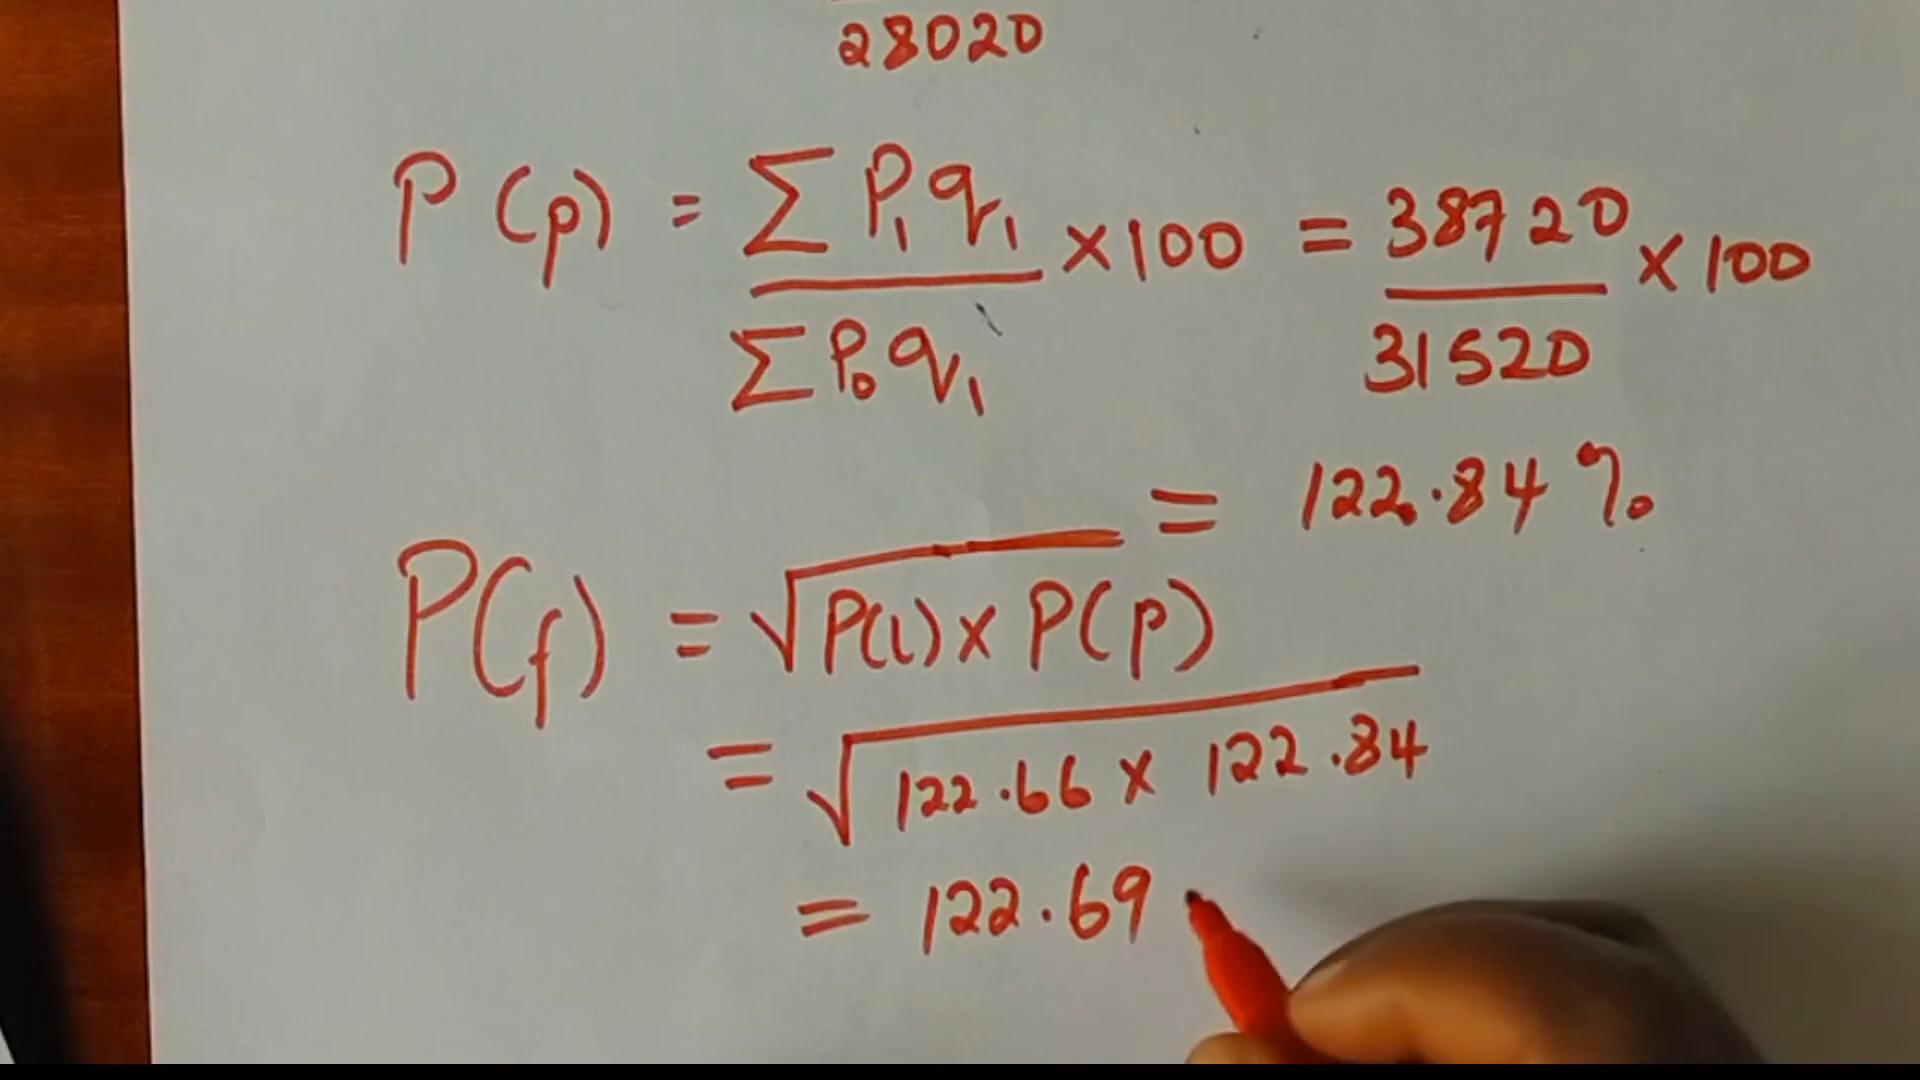 28020
P(p) = ∑P₁q₁ / ∑P₀q₁ × 100 = 38720 / 31520 × 100
= 122.84 %
P(f) = √P(L) × P(p)
= √122.66 × 122.84
= 122.69